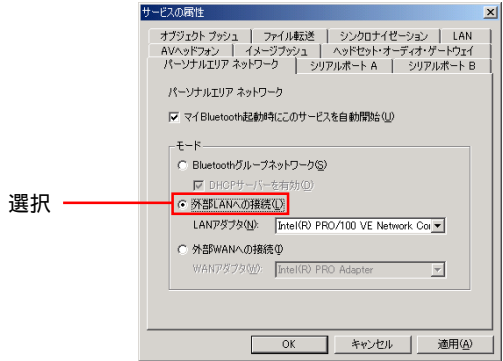 サービスの属性
オブジェクト プッシュ ファイル転送 シンクロナイゼーション LAN
AVヘッドフォン イメージプッシュ ヘッドセット・オーディオ・ゲートウェイ
パーソナルエリア ネットワーク シリアルポート A シリアルポート B
パーソナルエリア ネットワーク
マイBluetooth起動時にこのサービスを自動開始(U)
モード
Bluetoothグループネットワーク(S)
DHCPサーバーを有効(D)
選択
外部LANへの接続(L)
LANアダプタ(N): Intel(R) PRO/100 VE Network Con
外部WANへの接続(I)
WANアダプタ(W): Intel(R) PRO Adapter
OK キャンセル 適用(A)